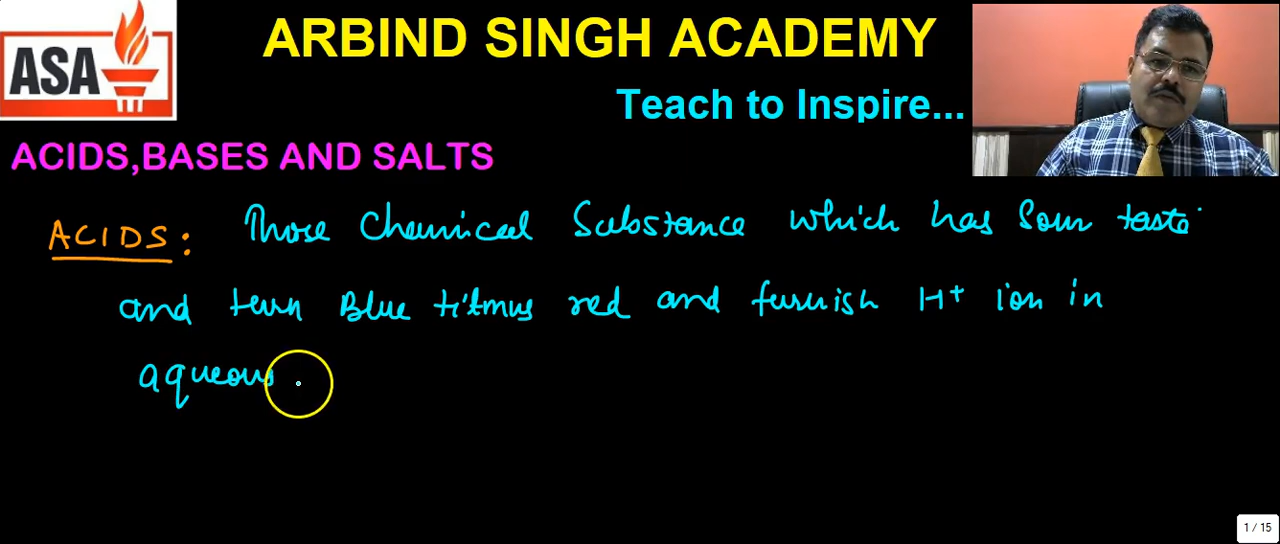 ASA
ARBIND SINGH ACADEMY
Teach to Inspire...
ACIDS,BASES AND SALTS
ACIDS: Those Chemical Substance which has Sour taste
and turn Blue litmus red and furnish H+ ion in
aqueous
1 / 15